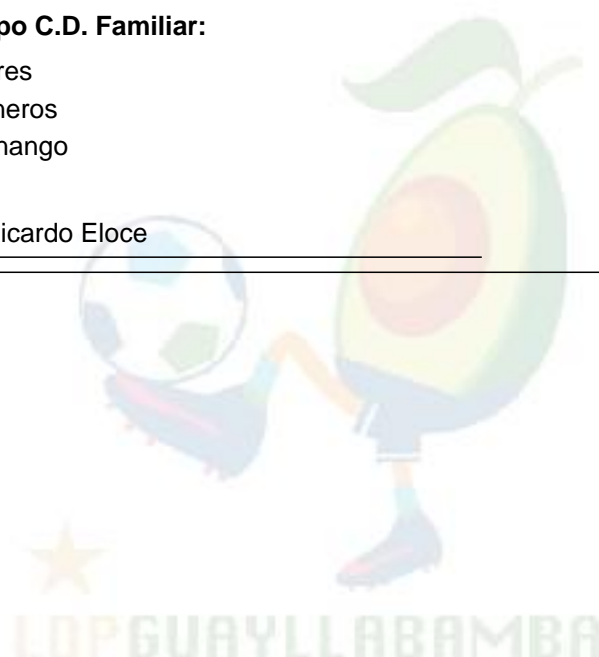 po C.D. Familiar:
res
neros
nango
icardo Eloce
LDPGUAYLLABAMBA